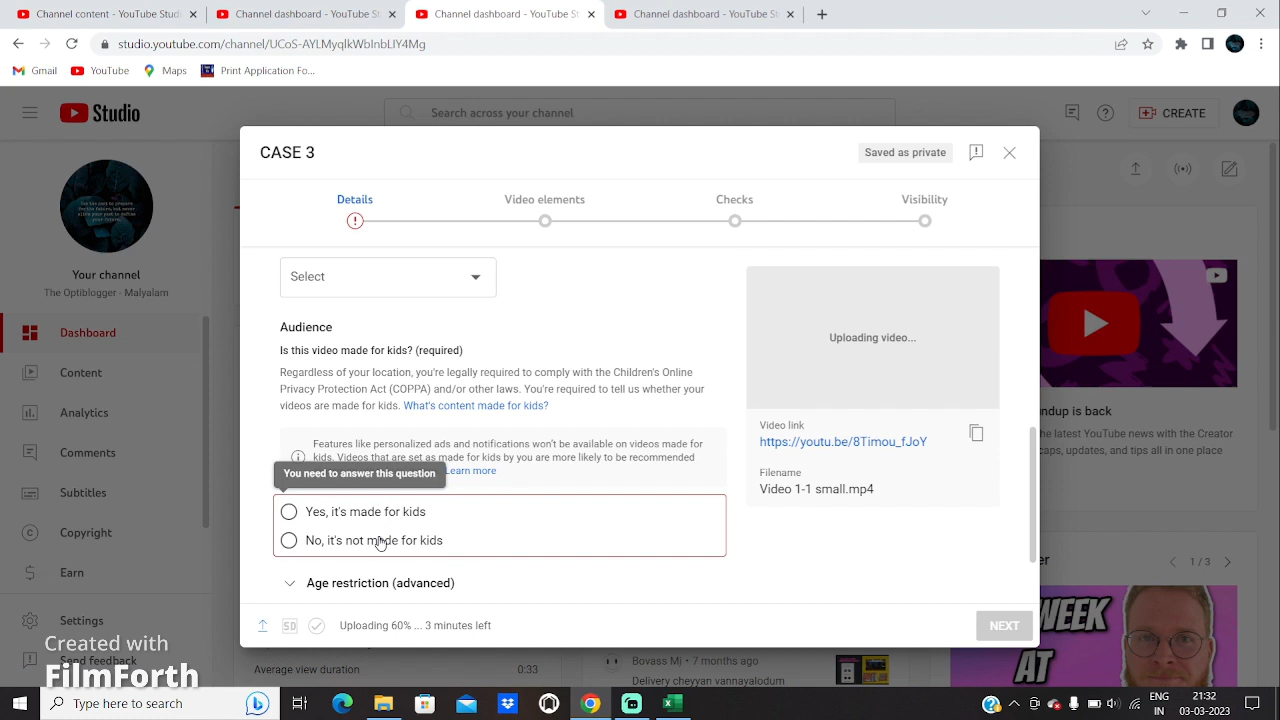 Channel content - YouTube St
Channel dashboard - YouTube St
Channel dashboard - YouTube St
Channel dashboard - YouTube St
studio.youtube.com/channel/UCoS-AYLMyqIkWbInbLIY4Mg
Gmail
YouTube
Maps
Print Application Fo...
Studio
Search across your channel
CREATE
CASE 3
Saved as private
Details
Video elements
Checks
Visibility
Your channel
The Optiblogger - Malyalam
Dashboard
Content
Analytics
Comments
Subtitles
Copyright
Earn
Settings
Send feedback
Select
Audience
Is this video made for kids? (required)
Regardless of your location, you're legally required to comply with the Children's Online
Privacy Protection Act (COPPA) and/or other laws. You're required to tell us whether your
videos are made for kids. What's content made for kids?
Features like personalized ads and notifications won't be available on videos made for
kids. Videos that are set as made for kids by you are more likely to be recommended
Learn more
You need to answer this question
Yes, it's made for kids
No, it's not made for kids
Age restriction (advanced)
Uploading video...
Video link
https://youtu.be/8Timou_fJoY
Filename
Video 1-1 small.mp4
SD
Uploading 60% ... 3 minutes left
NEXT
ndup is back
he latest YouTube news with the Creator
caps, updates, and tips all in one place
er
1 / 3
WEEK
AT
Average view duration
0:33
Bovass Mj • 7 months ago
Delivery cheyyan vannayalodum
Created with
FilmForth
Type here to search
ENG
IN
21:32
03-03-2023